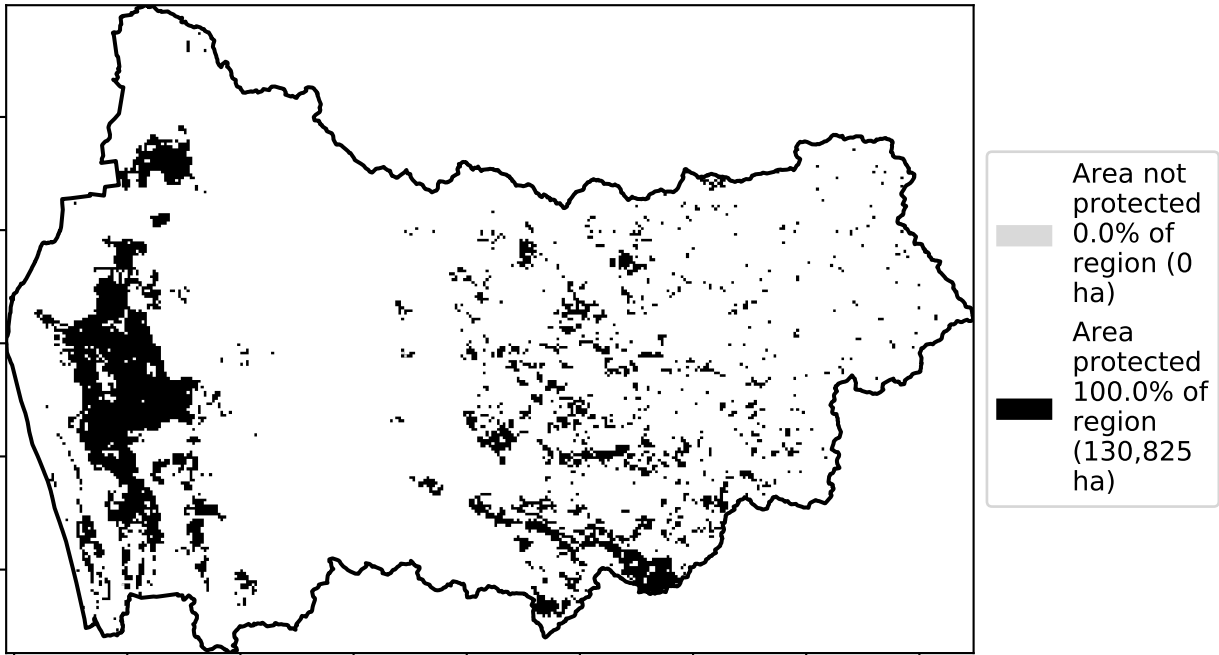 Area not
protected
0.0% of
region (0
ha)
Area
protected
100.0% of
region
(130,825
ha)